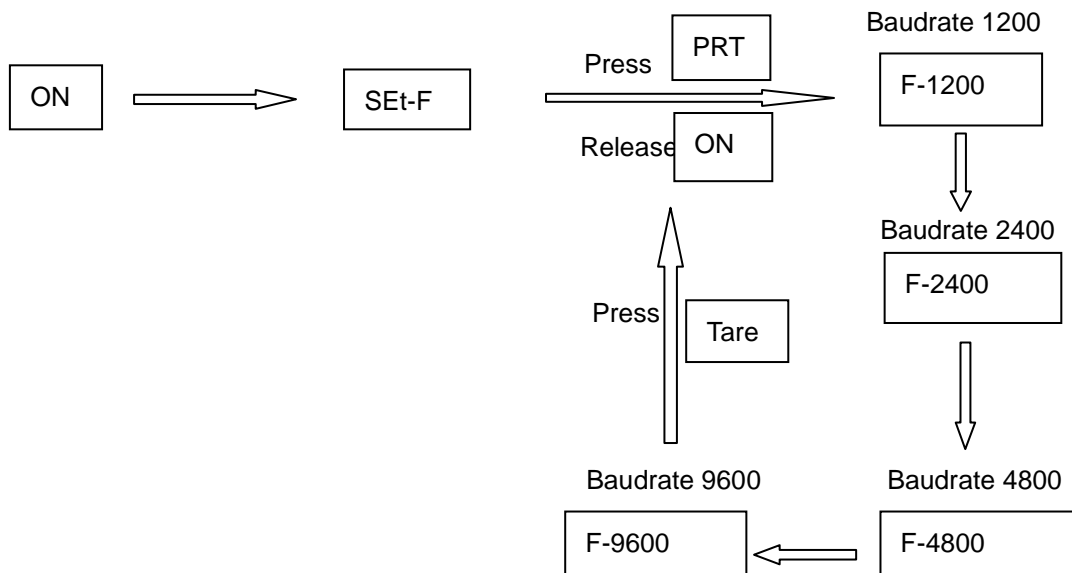 ON
SEt-F
Press
PRT
Release
ON
Baudrate 1200
F-1200
Baudrate 2400
F-2400
Press
Tare
Baudrate 9600
F-9600
Baudrate 4800
F-4800